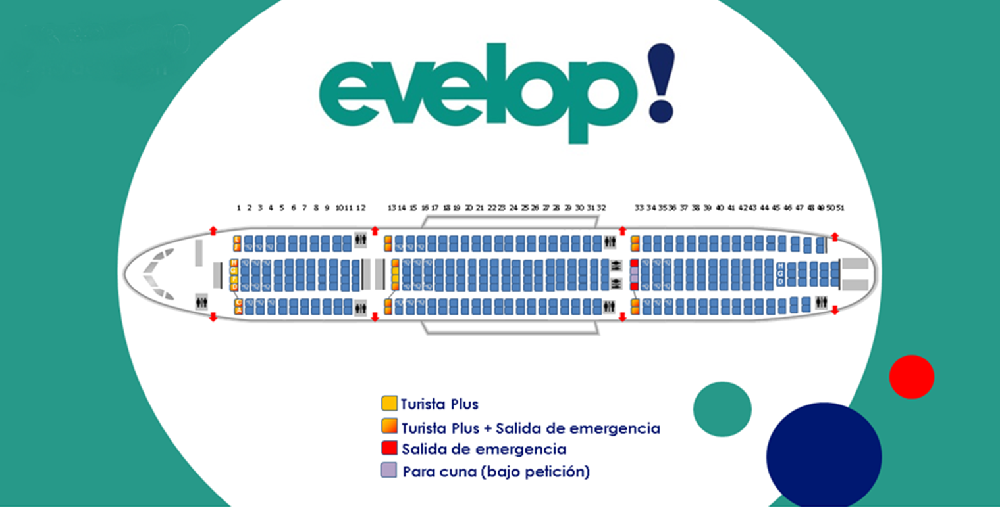 evelop!
1 2 3 4 5 6 7 8 9 10 11 12 13 14 15 16 17 18 19 20 21 22 23 24 25 26 27 28 29 30 31 32 33 34 35 36 37 38 39 40 41 42 43 44 45 46 47 48 49 50 51
H
G
F
D
C
A
H
G
D
Turista Plus
Turista Plus + Salida de emergencia
Salida de emergencia
Para cuna (bajo petición)